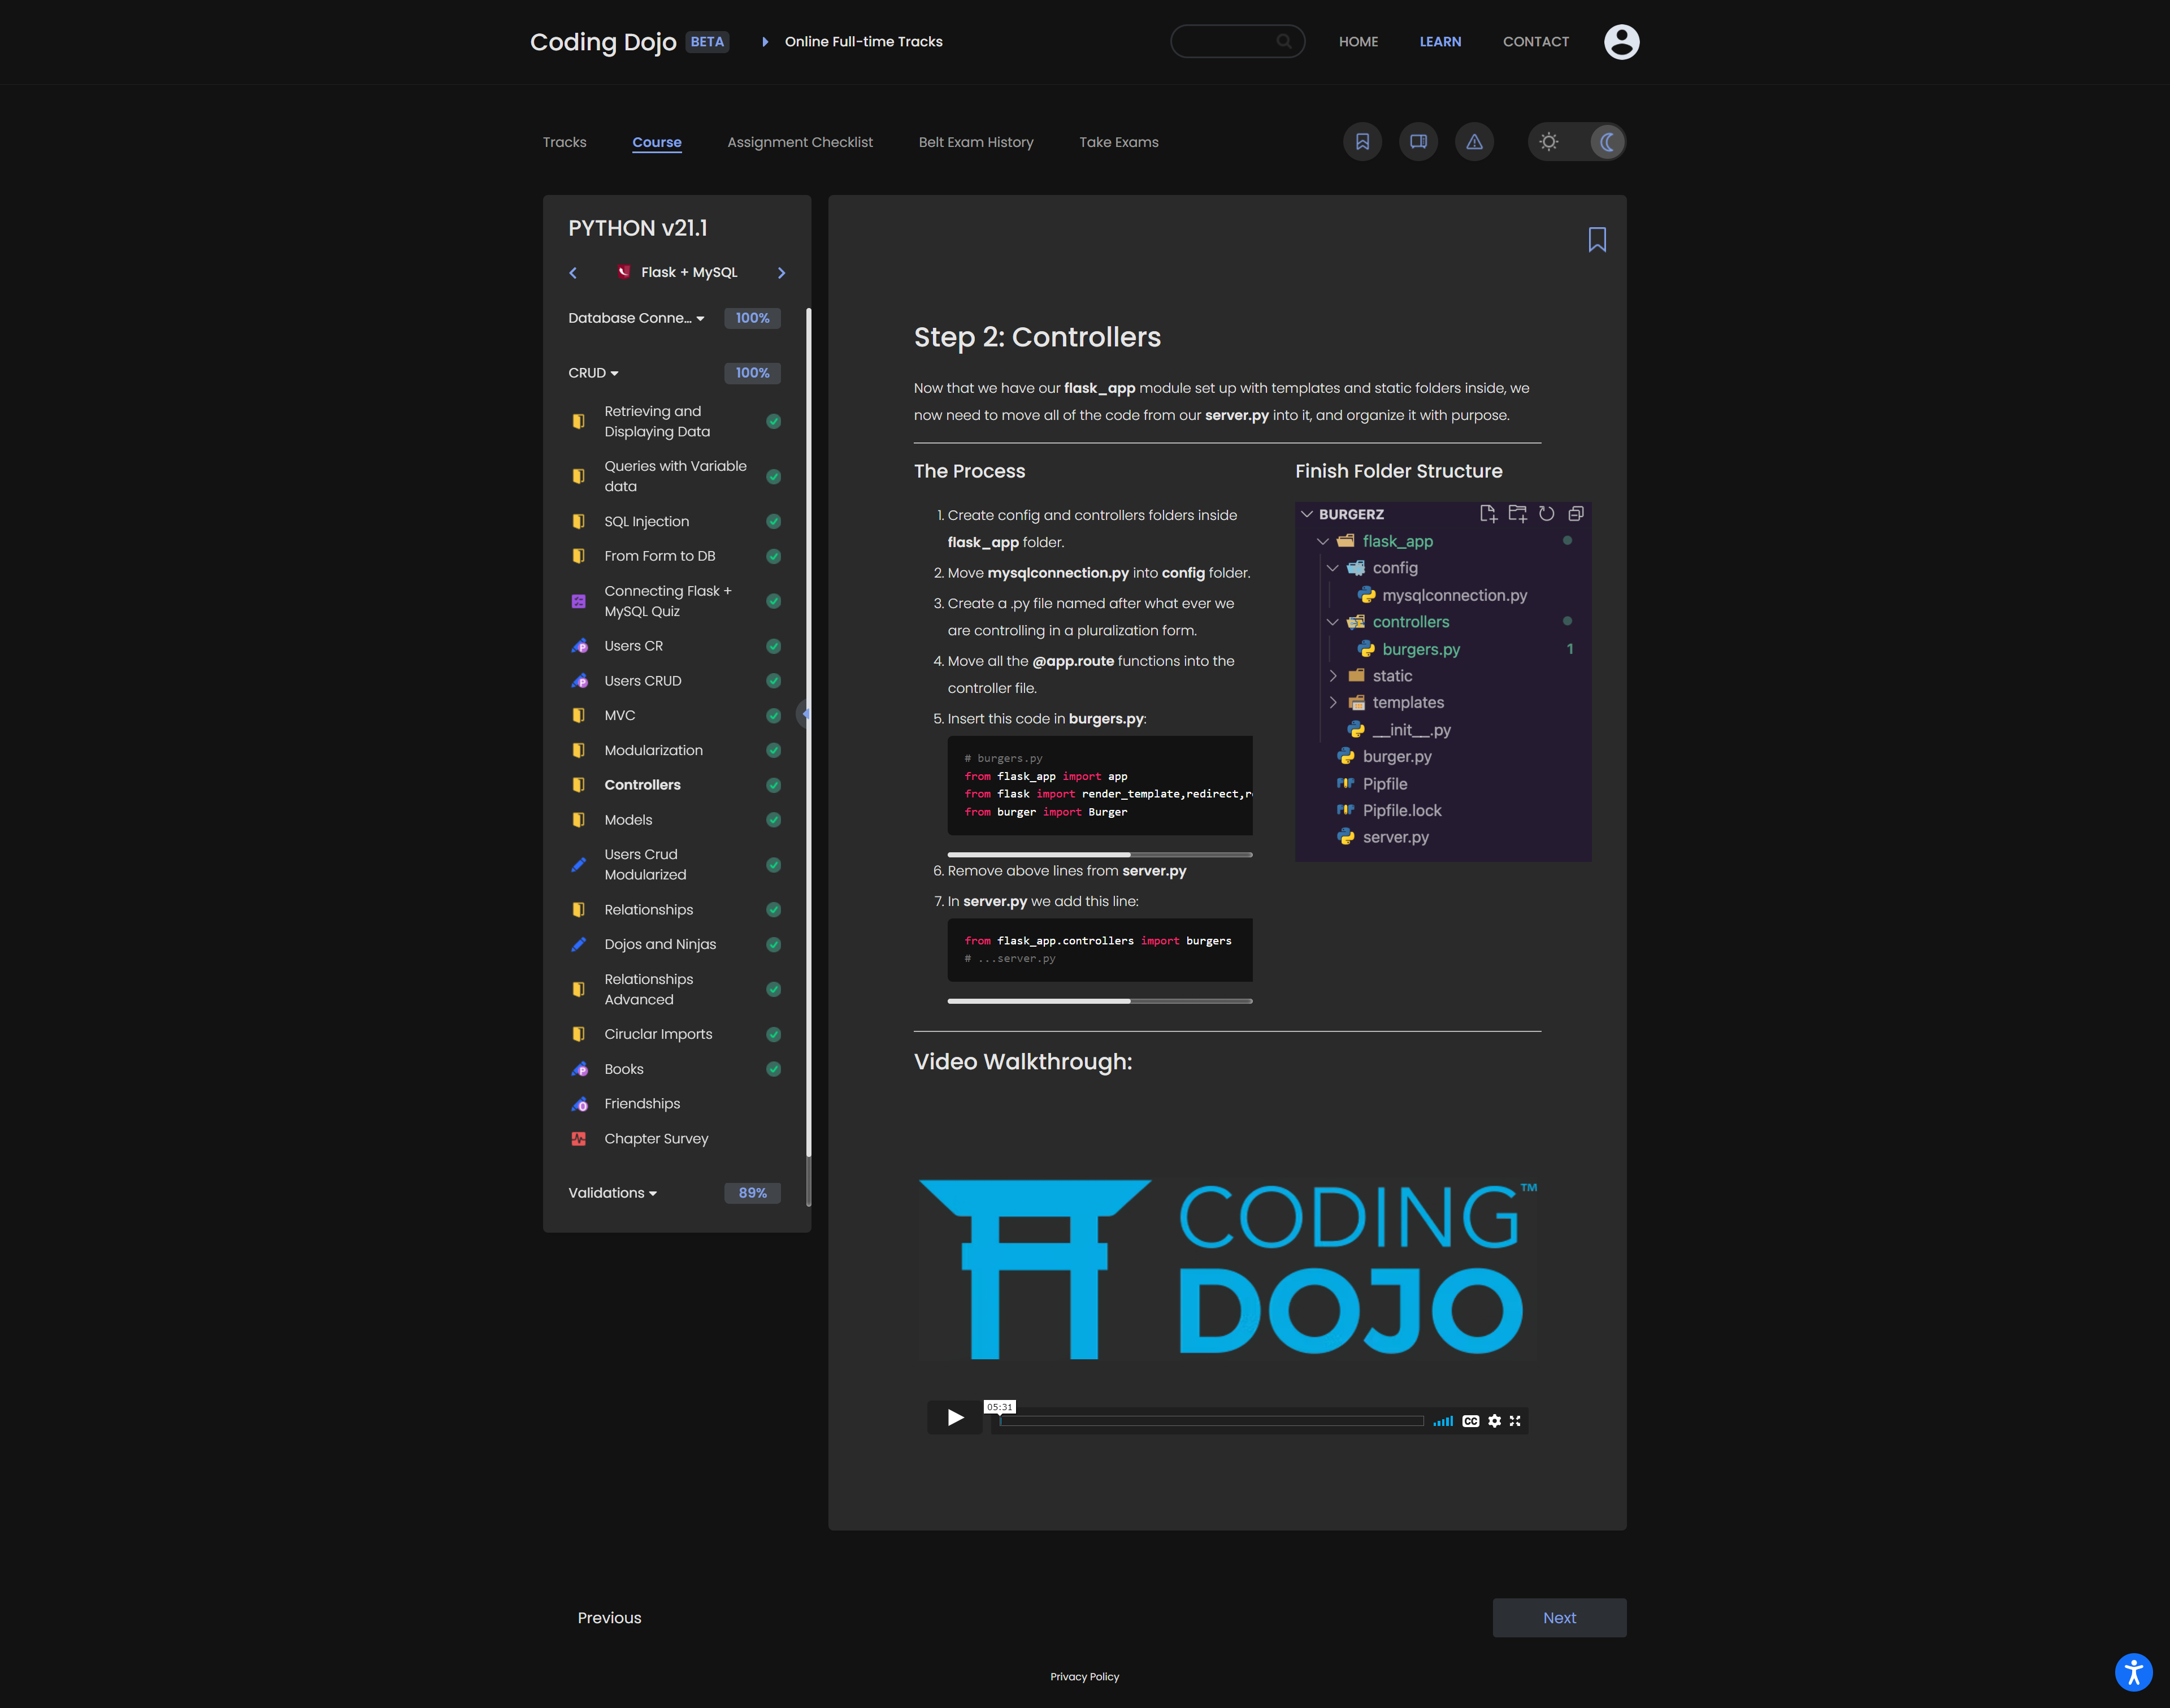 Coding Dojo BETA
Online Full-time Tracks
HOME
LEARN
CONTACT
Tracks
Course
Assignment Checklist
Belt Exam History
Take Exams
PYTHON v21.1
Flask + MySQL
Database Conne...
100%
CRUD
100%
Retrieving and
Displaying Data
Queries with Variable
data
SQL Injection
From Form to DB
Connecting Flask +
MySQL Quiz
Users CR
Users CRUD
MVC
Modularization
Controllers
Models
Users Crud
Modularized
Relationships
Dojos and Ninjas
Relationships
Advanced
Ciruclar Imports
Books
Friendships
Chapter Survey
Validations
89%
Step 2: Controllers
Now that we have our flask_app module set up with templates and static folders inside, we
now need to move all of the code from our server.py into it, and organize it with purpose.
The Process
1. Create config and controllers folders inside
flask_app folder.
2. Move mysqlconnection.py into config folder.
3. Create a .py file named after what ever we
are controlling in a pluralization form.
4. Move all the @app.route functions into the
controller file.
5. Insert this code in burgers.py:
# burgers.py
from flask_app import app
from flask import render_template,redirect,r
from burger import Burger
6. Remove above lines from server.py
7. In server.py we add this line:
from flask_app.controllers import burgers
# ...server.py
Finish Folder Structure
BURGERZ
flask_app
config
mysqlconnection.py
controllers
burgers.py 1
static
templates
__init__.py
burger.py
Pipfile
Pipfile.lock
server.py
Video Walkthrough:
CODING™
DOJO
05:31
CC
Previous
Next
Privacy Policy